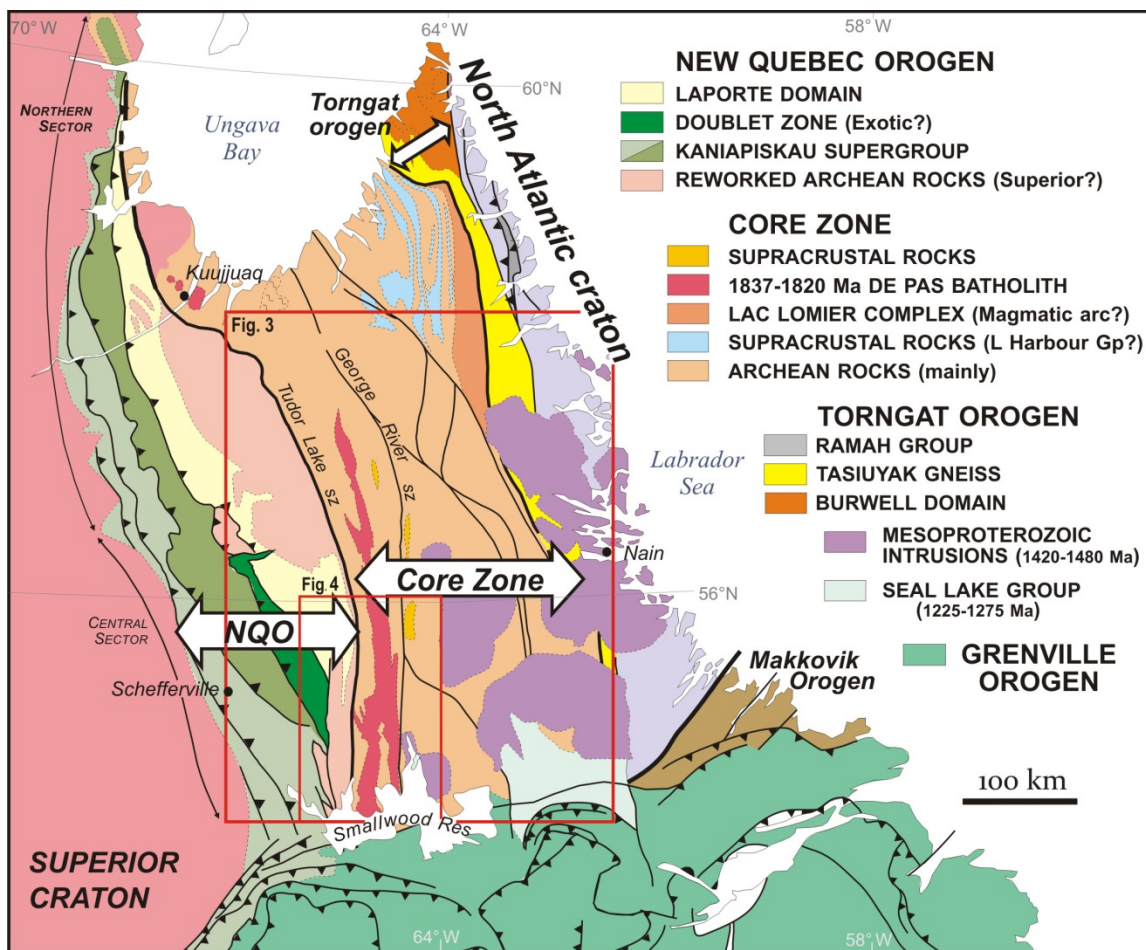 70° W
64° W
58° W
60°N
NORTHERN
SECTOR
Ungava
Bay
Torngat
orogen
North Atlantic craton
Kuujjuaq
Fig. 3
George River sz
Tudor Lake sz
Labrador
Sea
Nain
Core Zone
56°N
Fig. 4
NQO
CENTRAL
SECTOR
Schefferville
Makkovik
Orogen
Smallwood Res
SUPERIOR
CRATON
64° W
58° W
NEW QUEBEC OROGEN
LAPORTE DOMAIN
DOUBLET ZONE (Exotic?)
KANIAPISKAU SUPERGROUP
REWORKED ARCHEAN ROCKS (Superior?)
CORE ZONE
SUPRACRUSTAL ROCKS
1837-1820 Ma DE PAS BATHOLITH
LAC LOMIER COMPLEX (Magmatic arc?)
SUPRACRUSTAL ROCKS (L Harbour Gp?)
ARCHEAN ROCKS (mainly)
TORNGAT OROGEN
RAMAH GROUP
TASIUYAK GNEISS
BURWELL DOMAIN
MESOPROTEROZOIC
INTRUSIONS (1420-1480 Ma)
SEAL LAKE GROUP
(1225-1275 Ma)
GRENVILLE
OROGEN
100 km